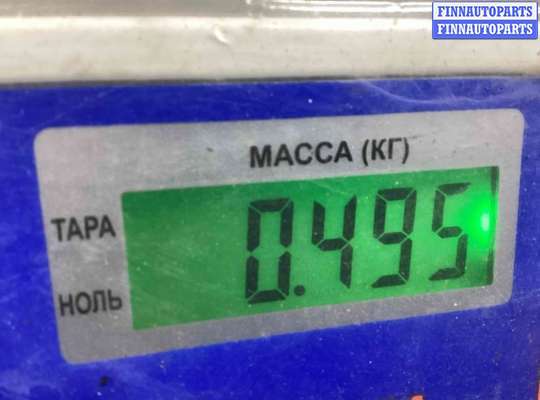 FINNAUTOPARTS
FINNAUTOPARTS
МАССА (КГ)
ТАРА
0.495
НОЛЬ